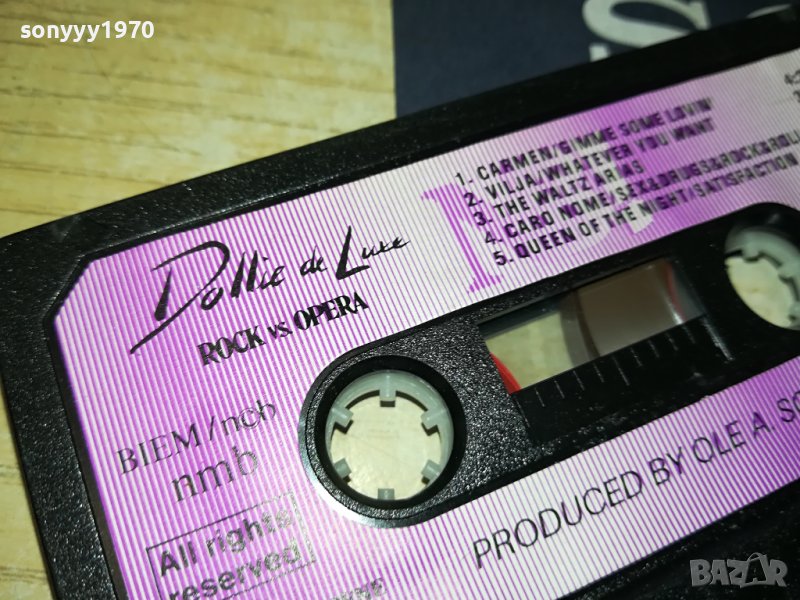 sonyyy1970
S
1. CARMEN/GIMME SOME LOVIN'
2. VILJA/WHATEVER YOU WANT
3. THE WALTZ ARIAS
4. CARO NOME/SEX&DRUGS&ROCK&ROLL
5. QUEEN OF THE NIGHT/SATISFACTION
Dollie de Luxe
ROCK vs OPERA
BIEM/ncb
nmb
PRODUCED BY OLE A. SO
All rights
reserved
BAZAR